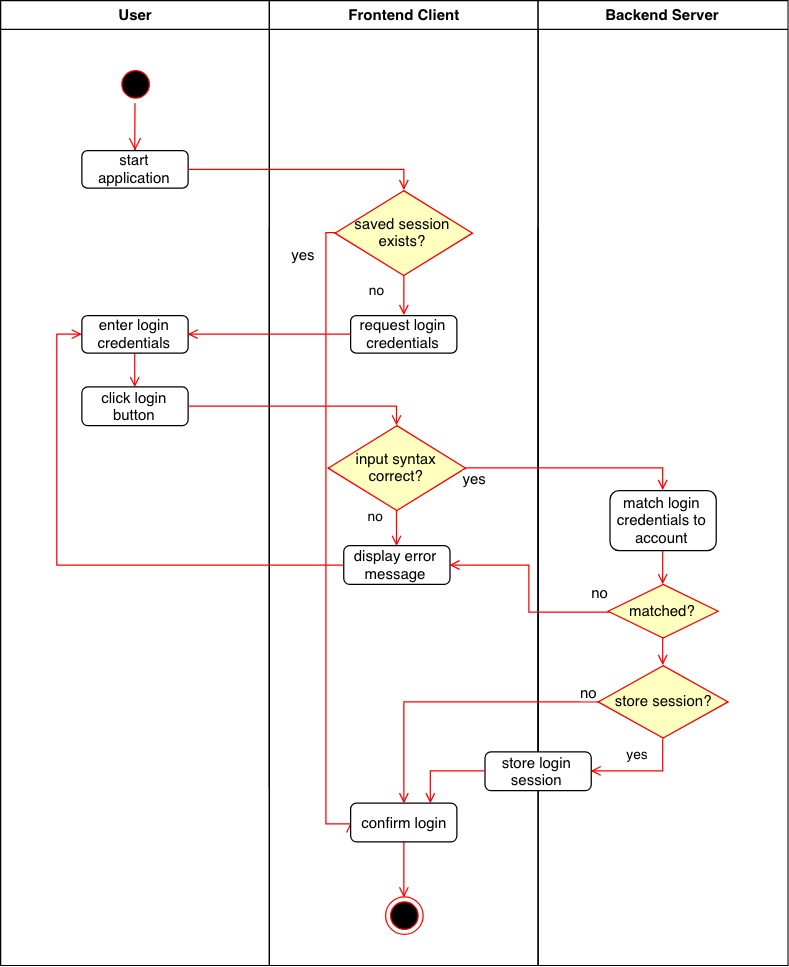 User
Frontend Client
Backend Server
start
application
saved session
exists?
yes
no
enter login
credentials
request login
credentials
click login
button
input syntax
correct?
yes
no
match login
credentials to
account
display error
message
no
matched?
no
store session?
yes
store login
session
confirm login